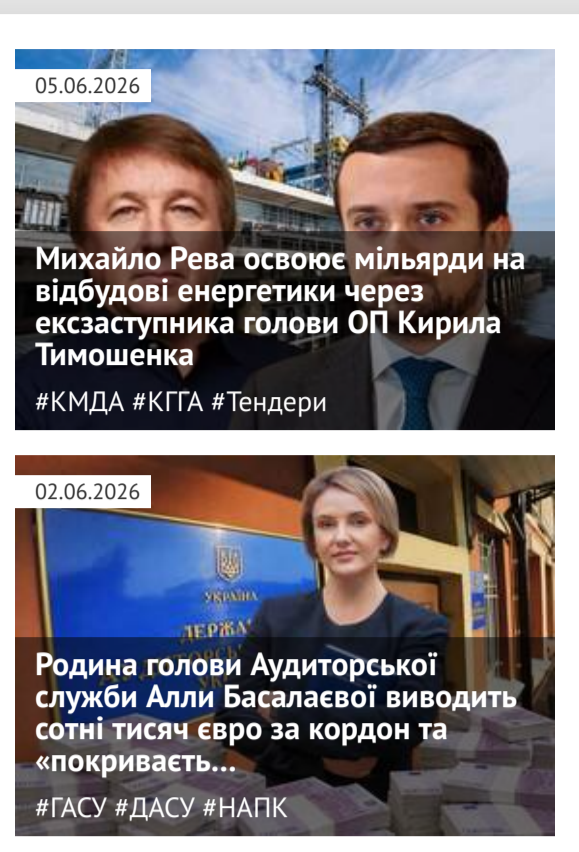 05.06.2026
Михайло Рева освоює мільярди на
відбудові енергетики через
ексзаступника голови ОП Кирила
Тимошенка
#КМДА #КГГА #Тендери
02.06.2026
УКРАЇНА
ДЕРЖА
Родина голови Аудиторської
служби Алли Басалаєвої виводить
сотні тисяч євро за кордон та
«покриваєть...
#ГАСУ #ДАСУ #НАПК